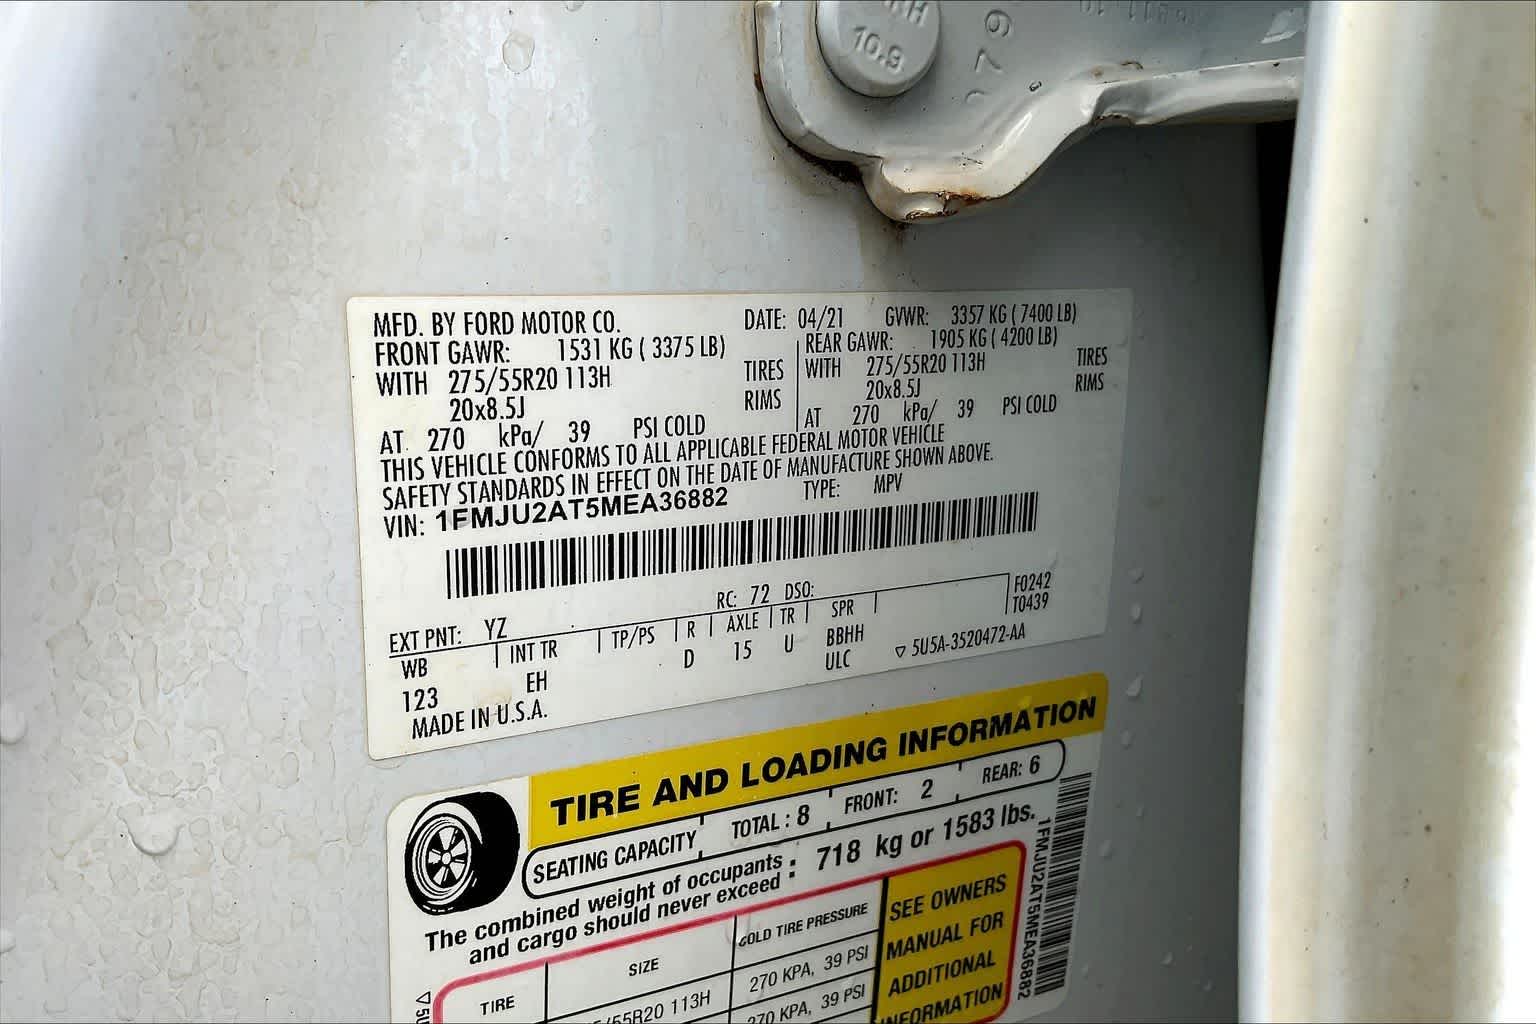 10.9
MFD. BY FORD MOTOR CO. DATE: 04/21 GVWR: 3357 KG ( 7400 LB)
FRONT GAWR: 1531 KG ( 3375 LB) REAR GAWR: 1905 KG ( 4200 LB)
WITH 275/55R20 113H TIRES WITH 275/55R20 113H TIRES
20x8.5J RIMS 20x8.5J RIMS
AT 270 kPa/ 39 PSI COLD AT 270 kPa/ 39 PSI COLD
THIS VEHICLE CONFORMS TO ALL APPLICABLE FEDERAL MOTOR VEHICLE
SAFETY STANDARDS IN EFFECT ON THE DATE OF MANUFACTURE SHOWN ABOVE.
VIN: 1FMJU2AT5MEA36882 TYPE: MPV
EXT PNT: YZ RC: 72 DSO: F0242
WB INT TR TP/PS R AXLE TR SPR T0439
123 EH D 15 U BBHH
ULC 5U5A-3520472-AA
MADE IN U.S.A.
TIRE AND LOADING INFORMATION
SEATING CAPACITY TOTAL : 8 FRONT: 2 REAR: 6
The combined weight of occupants
and cargo should never exceed : 718 kg or 1583 lbs.
TIRE SIZE COLD TIRE PRESSURE
/55R20 113H 270 KPA, 39 PSI
270 KPA, 39 PSI
SEE OWNERS
MANUAL FOR
ADDITIONAL
INFORMATION
1FMJU2AT5MEA36882